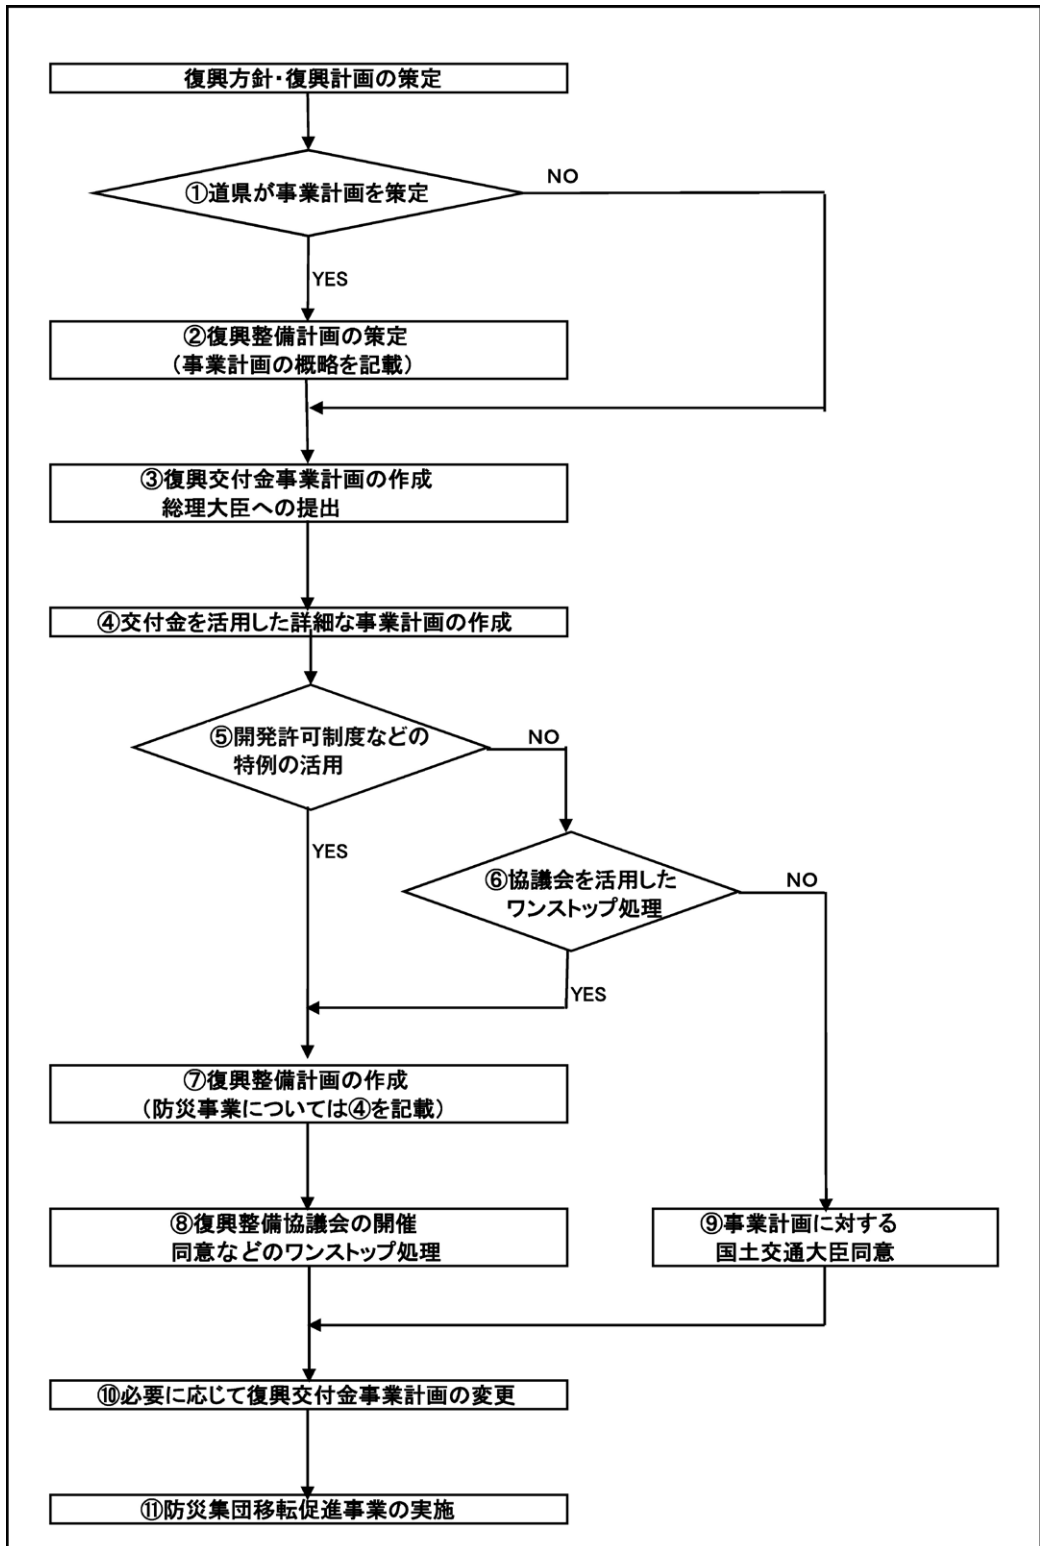 復興方針・復興計画の策定
①道県が事業計画を策定
NO
YES
②復興整備計画の策定
（事業計画の概略を記載）
③復興交付金事業計画の作成
総理大臣への提出
④交付金を活用した詳細な事業計画の作成
⑤開発許可制度などの
特例の活用
NO
YES
⑥協議会を活用した
ワンストップ処理
NO
YES
⑦復興整備計画の作成
（防災事業については④を記載）
⑧復興整備協議会の開催
同意などのワンストップ処理
⑨事業計画に対する
国土交通大臣同意
⑩必要に応じて復興交付金事業計画の変更
⑪防災集団移転促進事業の実施